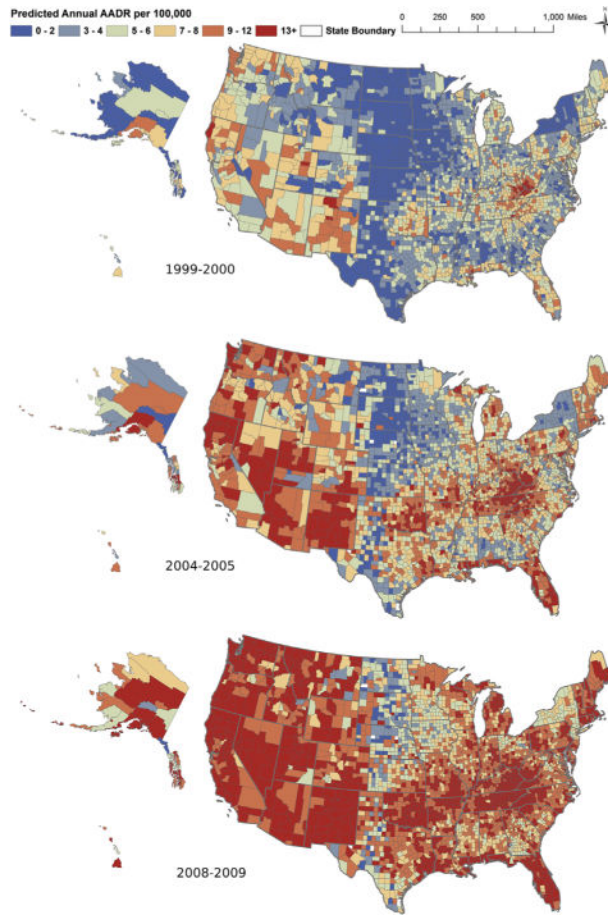 Predicted Annual AADR per 100,000
0 - 2 3 - 4 5 - 6 7 - 8 9 - 12 13+ State Boundary
0 250 500 1,000 Miles
1999-2000
2004-2005
2008-2009